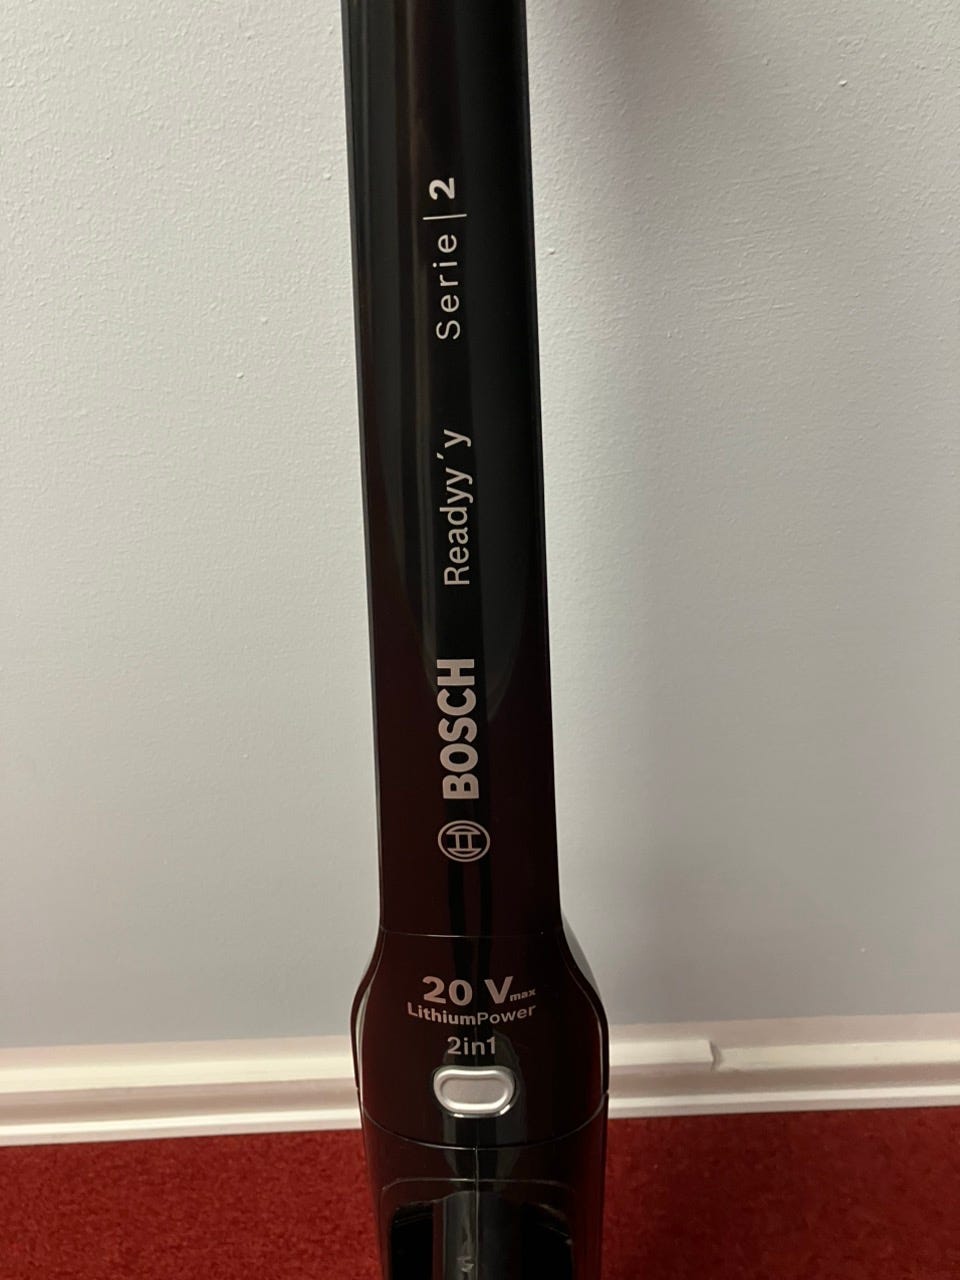 BOSCH Readyy´y Serie | 2
20 Vmax
LithiumPower
2in1